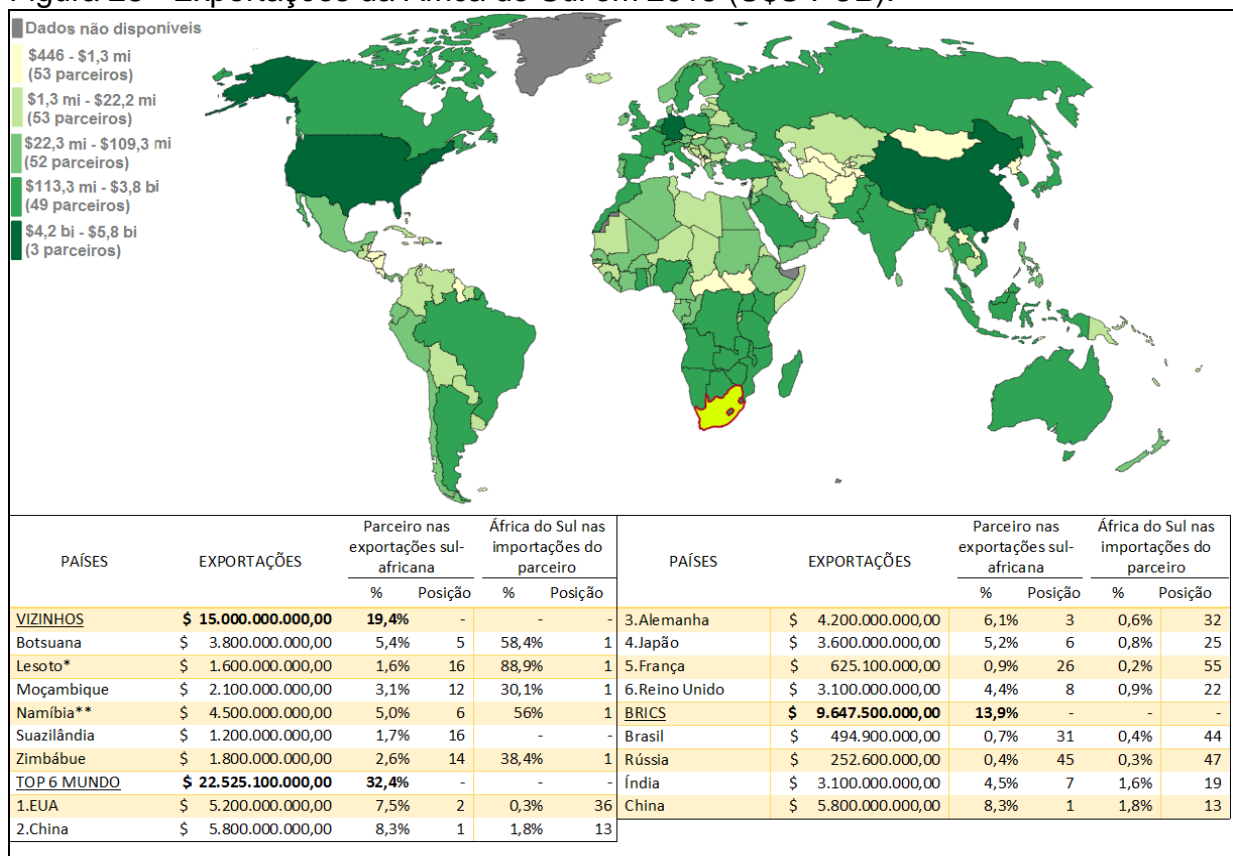 Figura - Exportações da África do Sul em
Dados não disponíveis
$446 - $1,3 mi
(53 parceiros)
$1,3 mi - $22,2 mi
(53 parceiros)
$22,3 mi - $109,3 mi
(52 parceiros)
$113,3 mi - $3,8 bi
(49 parceiros)
$4,2 bi - $5,8 bi
(3 parceiros)
PAÍSES EXPORTAÇÕES Parceiro nas exportações sul-africana África do Sul nas importações do parceiro
% Posição % Posição
VIZINHOS $ 15.000.000.000,00 19,4% - - -
Botsuana $ 3.800.000.000,00 5,4% 5 58,4% 1
Lesoto* $ 1.600.000.000,00 1,6% 16 88,9% 1
Moçambique $ 2.100.000.000,00 3,1% 12 30,1% 1
Namíbia** $ 4.500.000.000,00 5,0% 6 56% 1
Suazilândia $ 1.200.000.000,00 1,7% 16 - -
Zimbábue $ 1.800.000.000,00 2,6% 14 38,4% 1
TOP 6 MUNDO $ 22.525.100.000,00 32,4% - - -
1.EUA $ 5.200.000.000,00 7,5% 2 0,3% 36
2.China $ 5.800.000.000,00 8,3% 1 1,8% 13
PAÍSES EXPORTAÇÕES Parceiro nas exportações sul-africana África do Sul nas importações do parceiro
% Posição % Posição
3.Alemanha $ 4.200.000.000,00 6,1% 3 0,6% 32
4.Japão $ 3.600.000.000,00 5,2% 6 0,8% 25
5.França $ 625.100.000,00 0,9% 26 0,2% 55
6.Reino Unido $ 3.100.000.000,00 4,4% 8 0,9% 22
BRICS $ 9.647.500.000,00 13,9% - - -
Brasil $ 494.900.000,00 0,7% 31 0,4% 44
Rússia $ 252.600.000,00 0,4% 45 0,3% 47
Índia $ 3.100.000.000,00 4,5% 7 1,6% 19
China $ 5.800.000.000,00 8,3% 1 1,8% 13